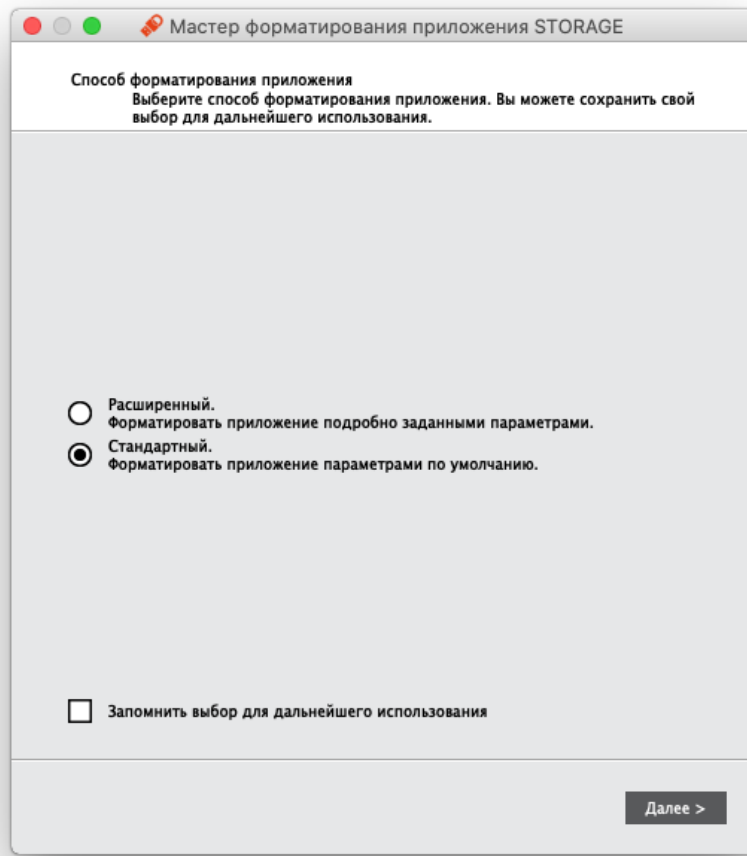 Мастер форматирования приложения STORAGE
Способ форматирования приложения
Выберите способ форматирования приложения. Вы можете сохранить свой
выбор для дальнейшего использования.
Расширенный.
Форматировать приложение подробно заданными параметрами.
Стандартный.
Форматировать приложение параметрами по умолчанию.
Запомнить выбор для дальнейшего использования
Далее >